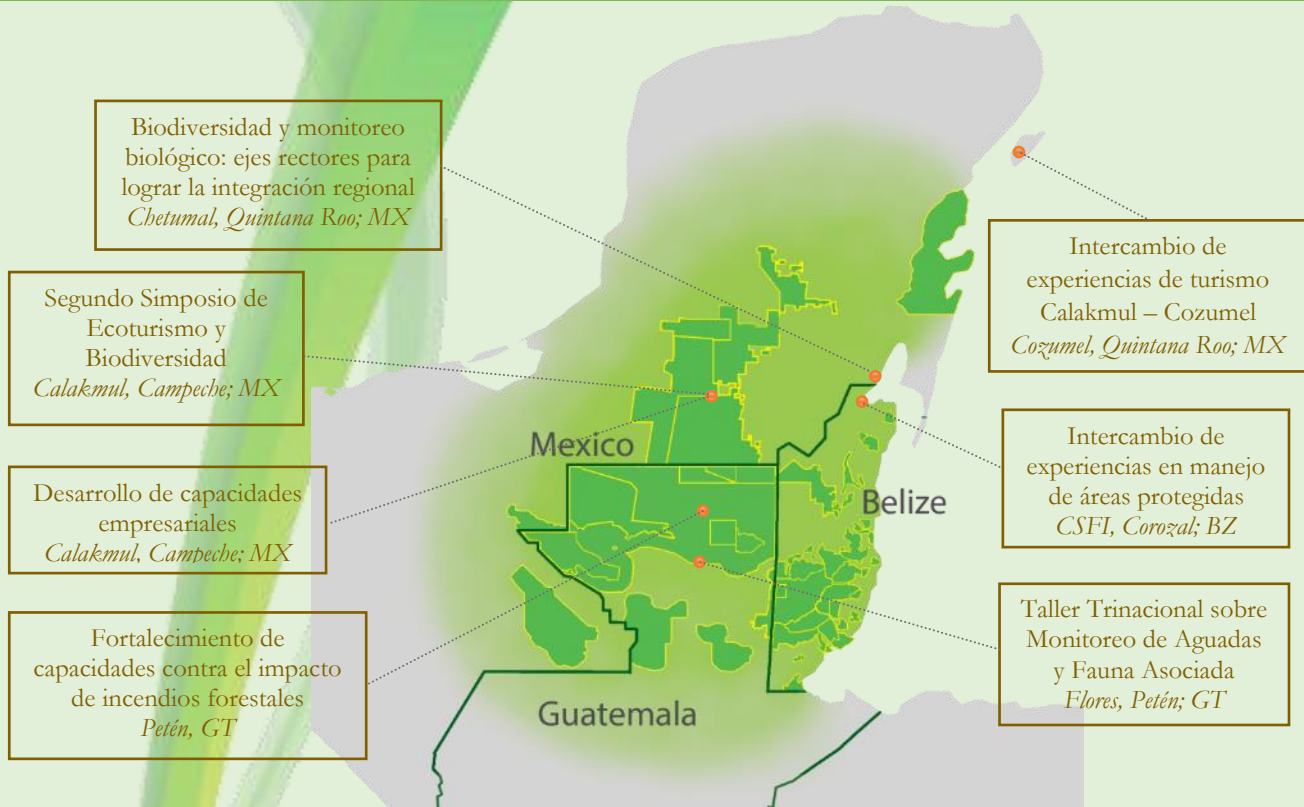 Biodiversidad y monitoreo
biológico: ejes rectores para
lograr la integración regional
Chetumal, Quintana Roo; MX
Segundo Simposio de
Ecoturismo y
Biodiversidad
Calakmul, Campeche; MX
Desarrollo de capacidades
empresariales
Calakmul, Campeche; MX
Fortalecimiento de
capacidades contra el impacto
de incendios forestales
Petén, GT
Mexico
Belize
Guatemala
Intercambio de
experiencias de turismo
Calakmul – Cozumel
Cozumel, Quintana Roo; MX
Intercambio de
experiencias en manejo
de áreas protegidas
CSFI, Corozal; BZ
Taller Trinacional sobre
Monitoreo de Aguadas
y Fauna Asociada
Flores, Petén; GT